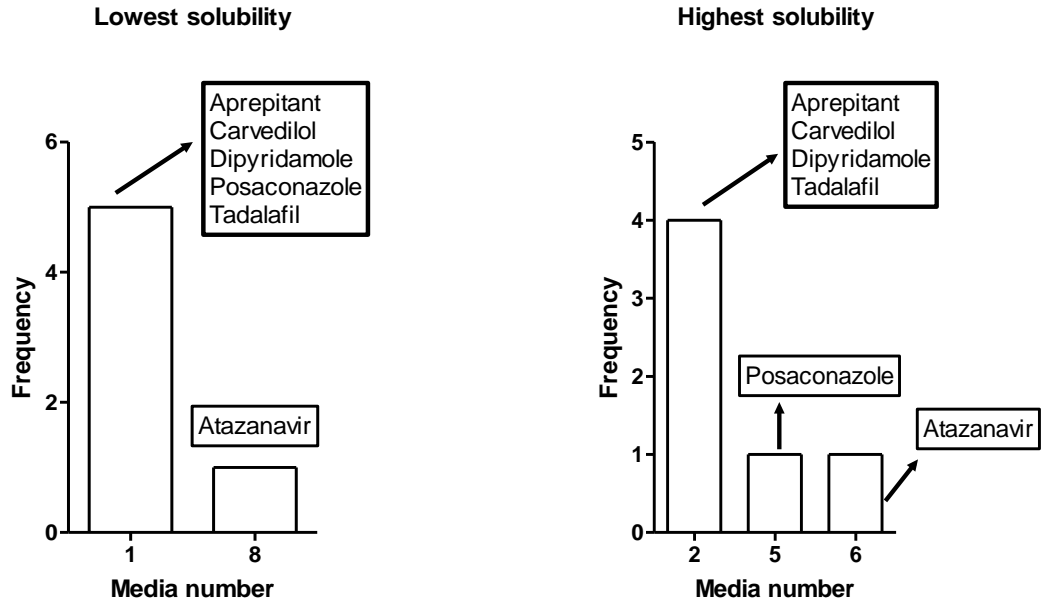 Lowest solubility
Aprepitant
Carvedilol
Dipyridamole
Posaconazole
Tadalafil
Atazanavir
Frequency
6
4
2
0
1 8
Media number
Highest solubility
Aprepitant
Carvedilol
Dipyridamole
Tadalafil
Posaconazole
Atazanavir
Frequency
5
4
3
2
1
0
2 5 6
Media number